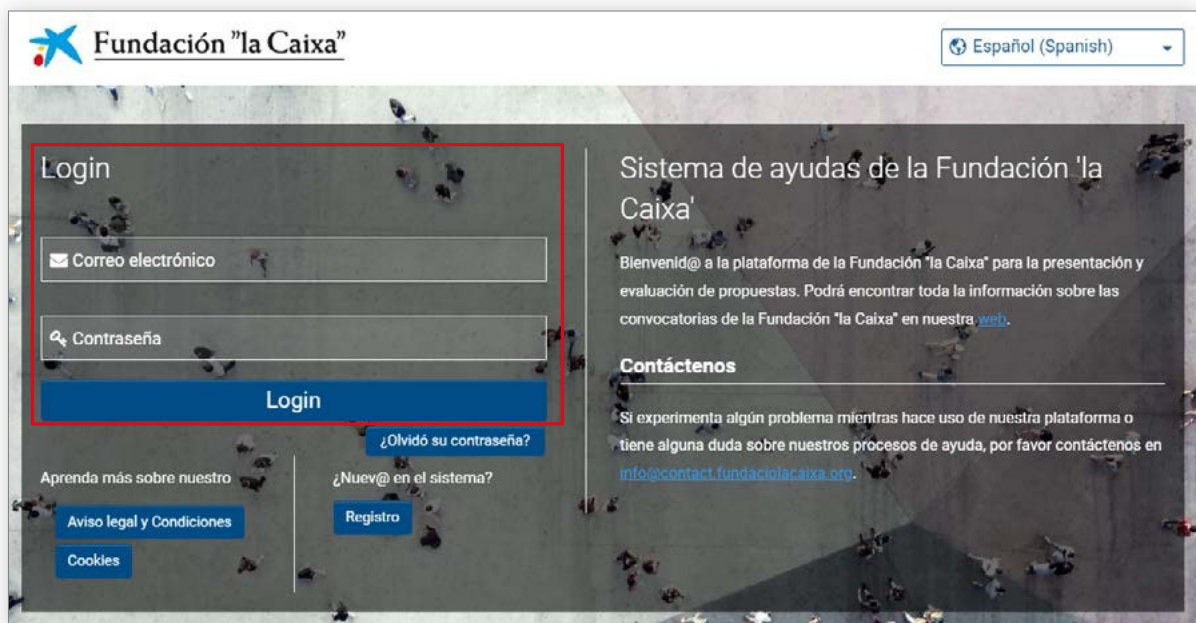 Fundación "la Caixa"
Español (Spanish)
Login
Correo electrónico
Contraseña
Login
¿Olvidó su contraseña?
Aprenda más sobre nuestro
Aviso legal y Condiciones
Cookies
¿Nuev@ en el sistema?
Registro
Sistema de ayudas de la Fundación 'la
Caixa'
Bienvenid@ a la plataforma de la Fundación "la Caixa" para la presentación y
evaluación de propuestas. Podrá encontrar toda la información sobre las
convocatorias de la Fundación "la Caixa" en nuestra web.
Contáctenos
Si experimenta algún problema mientras hace uso de nuestra plataforma o
tiene alguna duda sobre nuestros procesos de ayuda, por favor contáctenos en
info@contact.fundaciolacaixa.org.